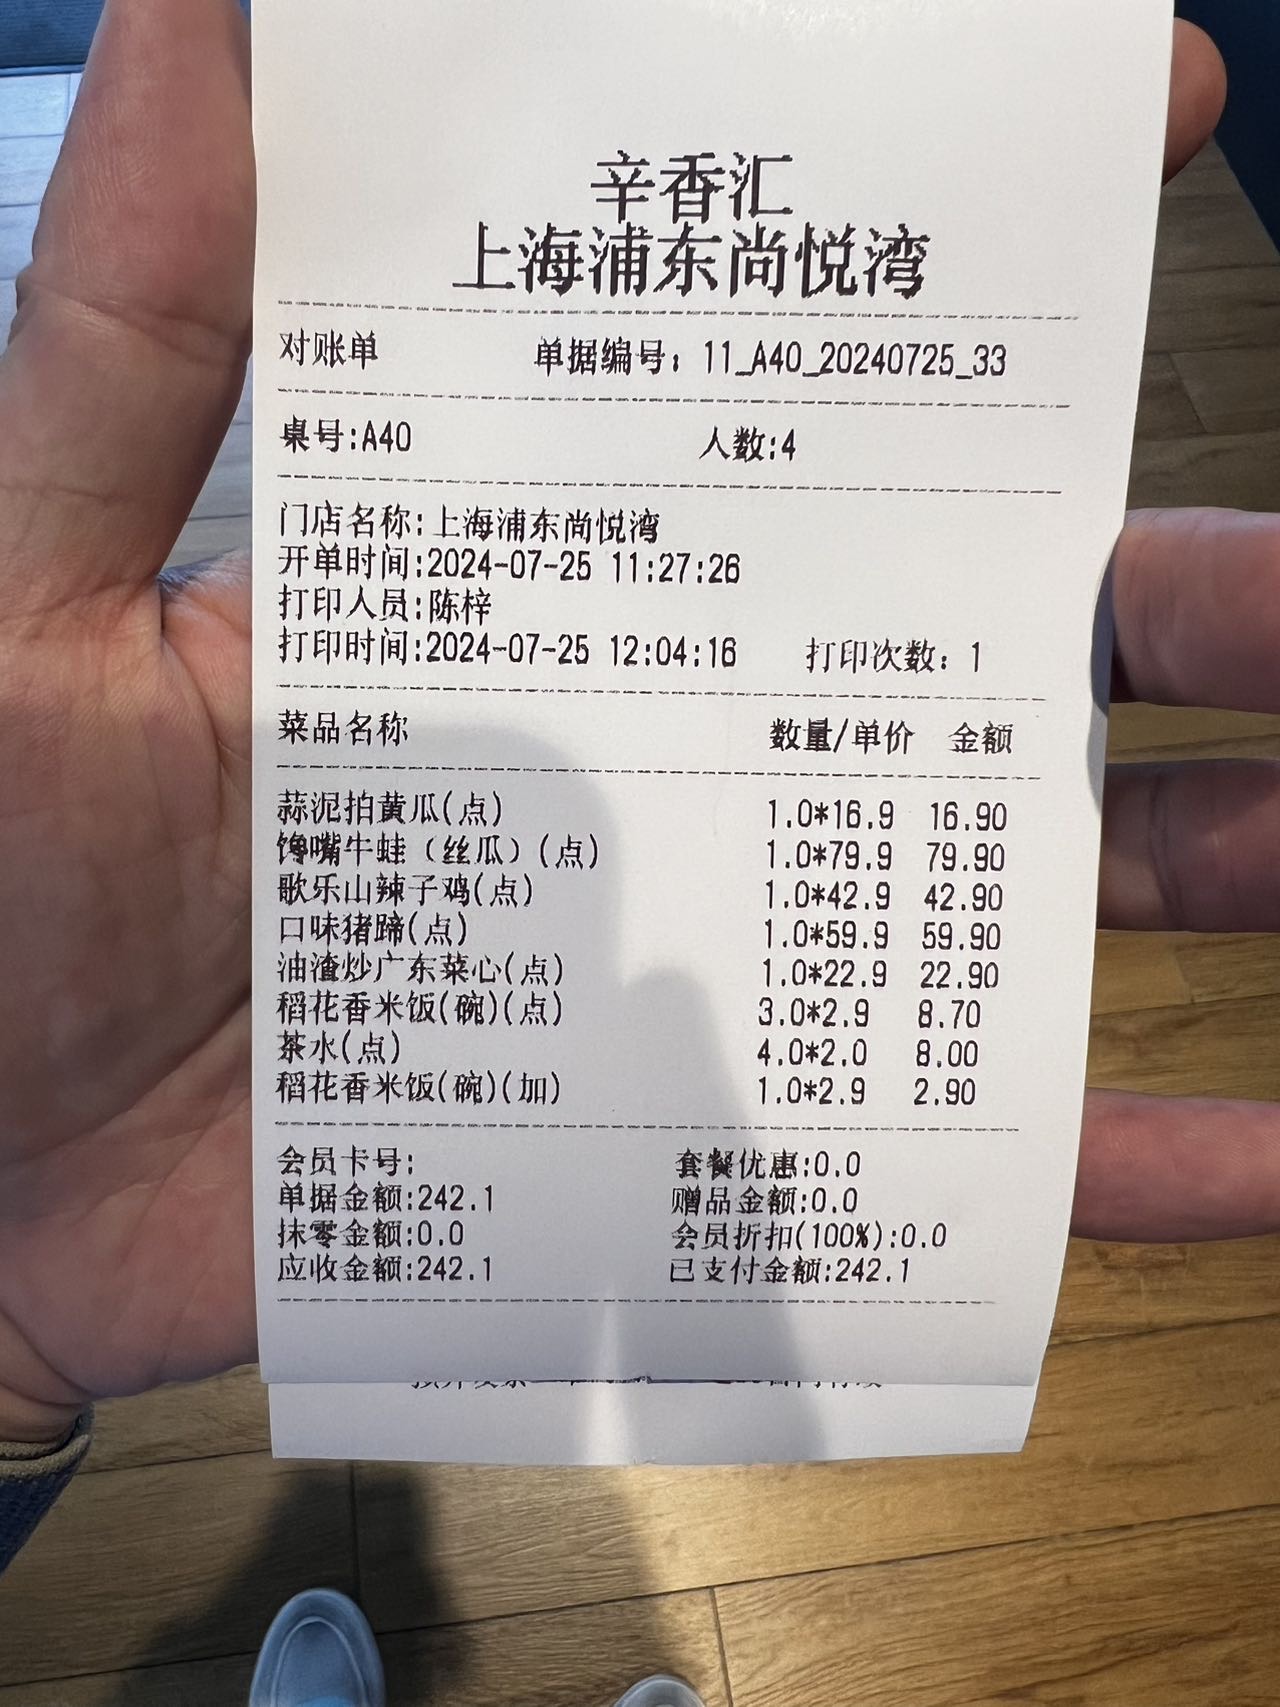 辛香汇
上海浦东尚悦湾
对账单 单据编号：11_A40_20240725_33
桌号:A40 人数:4
门店名称:上海浦东尚悦湾
开单时间:2024-07-25 11:27:26
打印人员:陈梓
打印时间:2024-07-25 12:04:16 打印次数：1
菜品名称 数量/单价 金额
蒜泥拍黄瓜(点) 1.0*16.9 16.90
馋嘴牛蛙（丝瓜）(点) 1.0*79.9 79.90
歌乐山辣子鸡(点) 1.0*42.9 42.90
口味猪蹄(点) 1.0*59.9 59.90
油渣炒广东菜心(点) 1.0*22.9 22.90
稻花香米饭(碗)(点) 3.0*2.9 8.70
茶水(点) 4.0*2.0 8.00
稻花香米饭(碗)(加) 1.0*2.9 2.90
会员卡号: 套餐优惠:0.0
单据金额:242.1 赠品金额:0.0
抹零金额:0.0 会员折扣(100%):0.0
应收金额:242.1 已支付金额:242.1